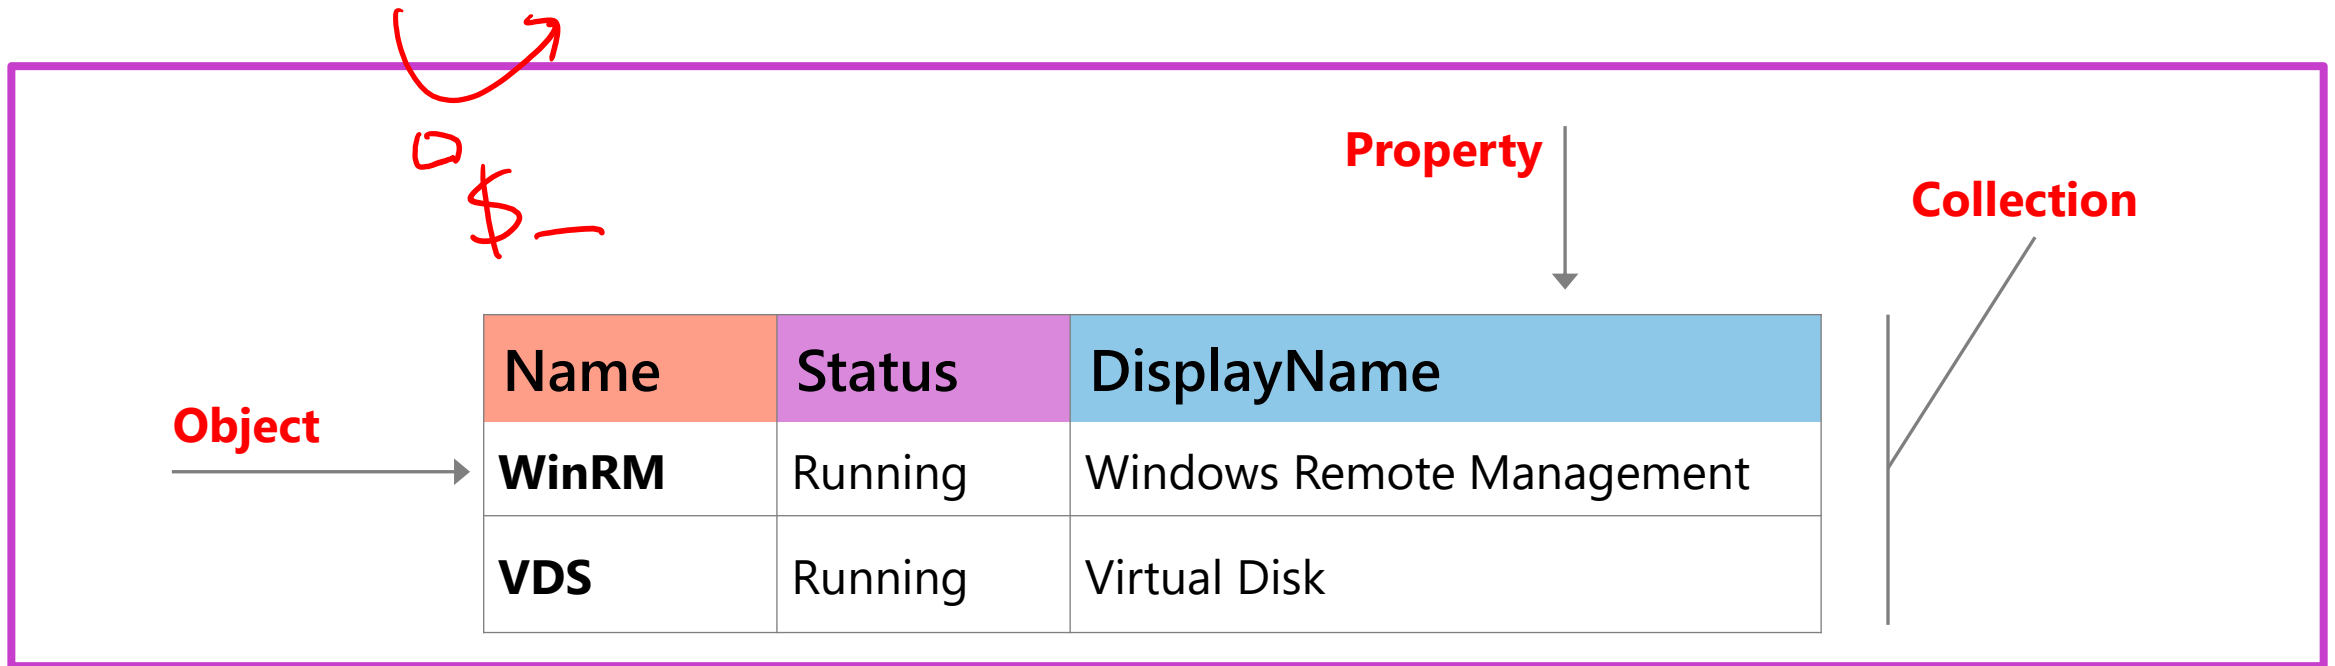 $_
Property
Collection
Name Status DisplayName
Object
WinRM Running Windows Remote Management
VDS Running Virtual Disk